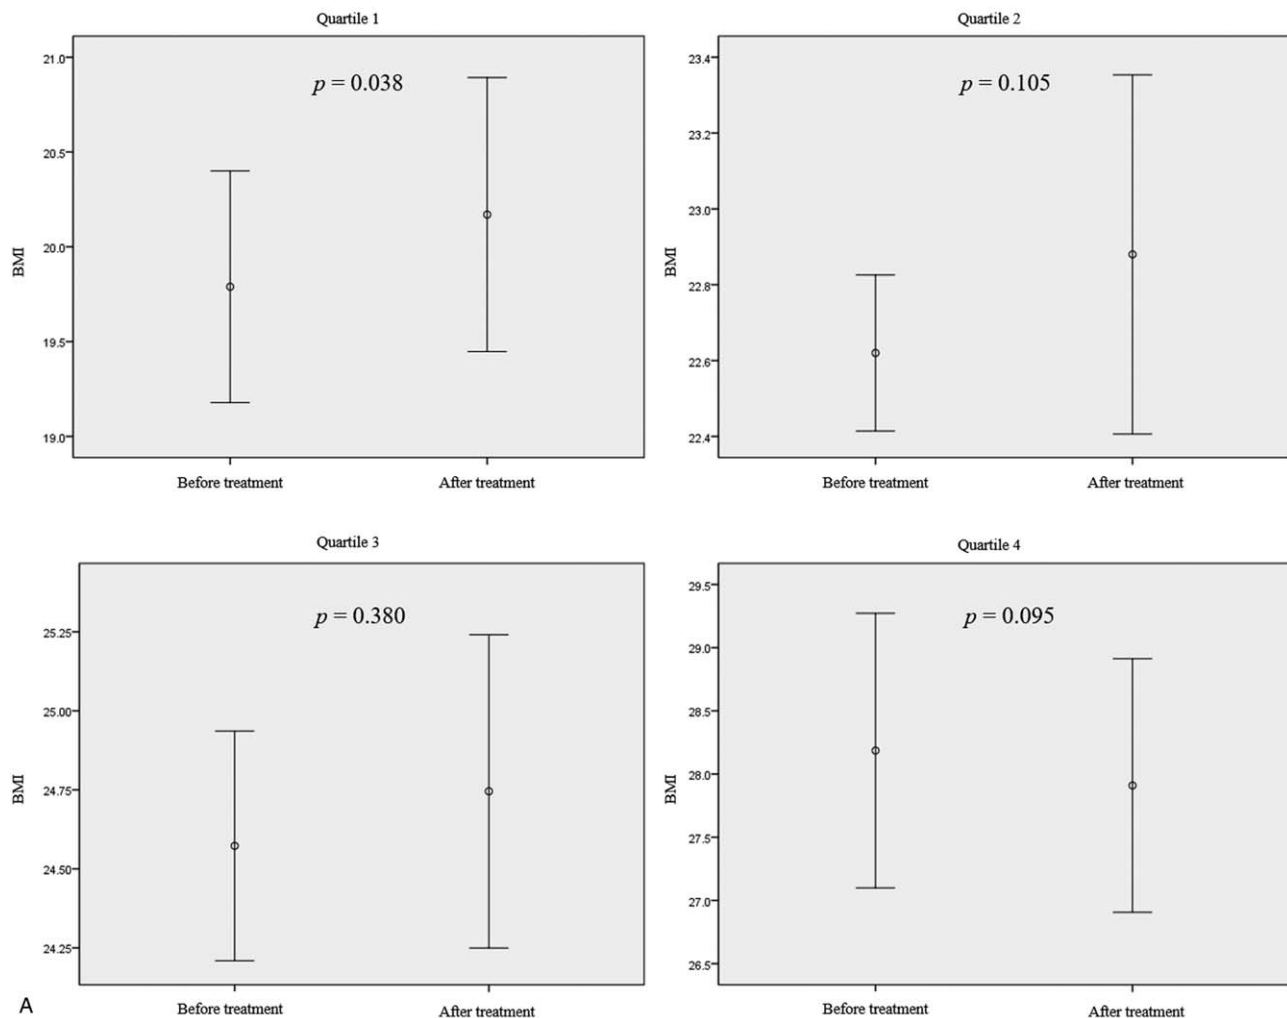 Quartile 1
p = 0.038
BMI
21.0
20.5
20.0
19.5
19.0
Before treatment After treatment
Quartile 2
p = 0.105
BMI
23.4
23.2
23.0
22.8
22.6
22.4
Before treatment After treatment
Quartile 3
p = 0.380
BMI
25.25
25.00
24.75
24.50
24.25
Before treatment After treatment
Quartile 4
p = 0.095
BMI
29.5
29.0
28.5
28.0
27.5
27.0
26.5
Before treatment After treatment
A